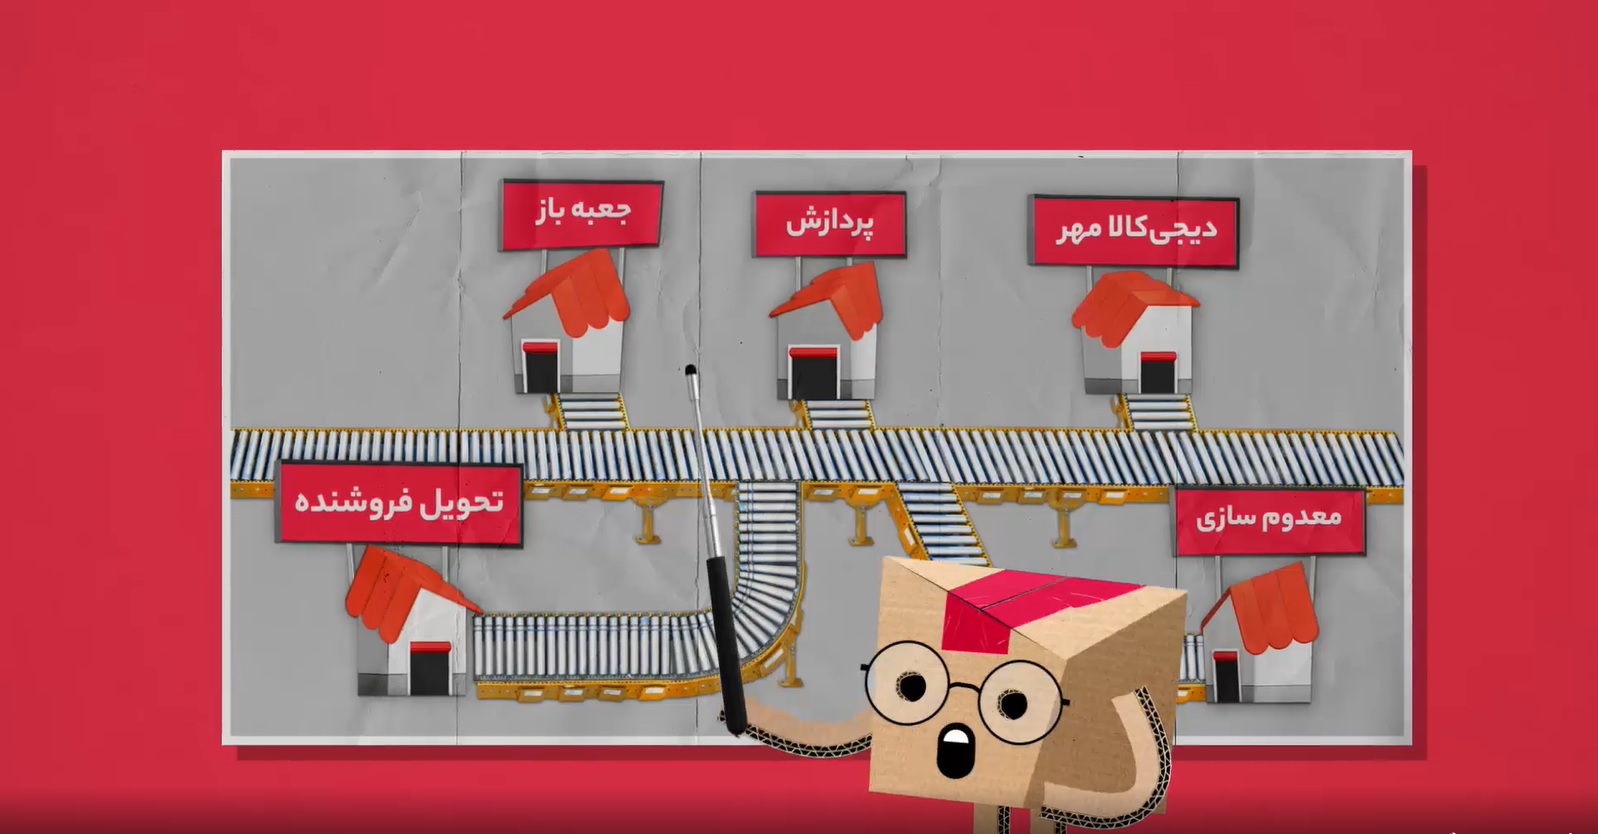 دیجی‌کالا مهر
پردازش
جعبه باز
معدوم سازی
تحویل فروشنده